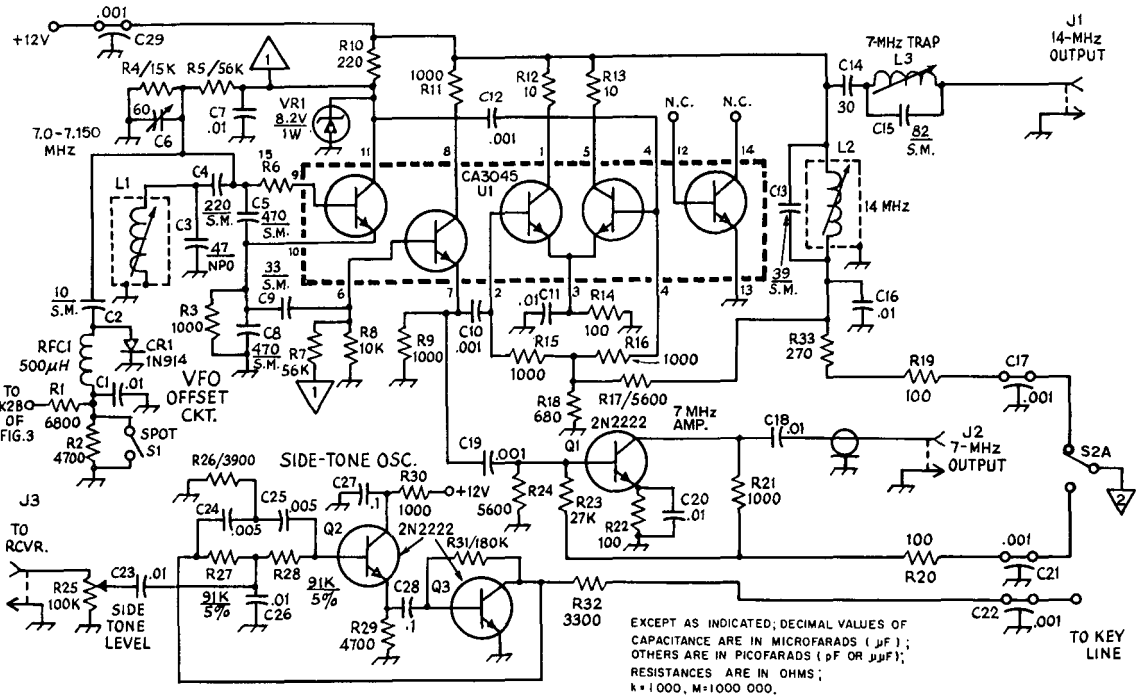 +12V
.001
C29
R4/15K
R5/56K
1
R10
220
1000
R11
R12
10
R13
10
7-MHz TRAP
L3
C14
30
C15
82
S.M.
J1
14-MHz
OUTPUT
60
C6
C7
.01
VR1
8.2V
1W
C12
.001
N.C.
N.C.
7.0-7.150
MHz
L1
C4
220
S.M.
15
R6
C5
470
S.M.
C3
47
NPO
9
11
8
CA3045
U1
1
5
4
12
14
10
6
7
2
3
4
13
C13
39
S.M.
L2
14 MHz
C16
.01
10
S.M.
C2
R3
1000
33
S.M.
C9
C8
470
S.M.
R7
56K
1
R8
10K
R9
1000
C10
.001
.01
C11
R14
100
R15
1000
R16
1000
R17/5600
R18
680
R33
270
R19
100
C17
.001
RFC1
500μH
CR1
1N914
VFO
OFFSET
CKT.
TO
K2B
OF
FIG.3
R1
6800
C1
.01
R2
4700
SPOT
S1
7 MHz
AMP.
2N2222
Q1
C19
.001
R24
5600
R23
27K
R22
100
C20
.01
C18
.01
R21
1000
J2
7-MHz
OUTPUT
S2A
2
100
R20
.001
C21
SIDE-TONE OSC.
R26/3900
C24
.005
C25
.005
C27
.1
R30
1000
+12V
Q2
2N2222
R31/180K
Q3
J3
TO
RCVR.
R25
100K
C23
.01
SIDE
TONE
LEVEL
R27
91K
5%
R28
91K
5%
.01
C26
R29
4700
C28
.1
R32
3300
C22
.001
TO KEY
LINE
EXCEPT AS INDICATED; DECIMAL VALUES OF
CAPACITANCE ARE IN MICROFARADS (μF);
OTHERS ARE IN PICOFARADS (pF OR μμF);
RESISTANCES ARE IN OHMS;
k=1000, M=1000 000.